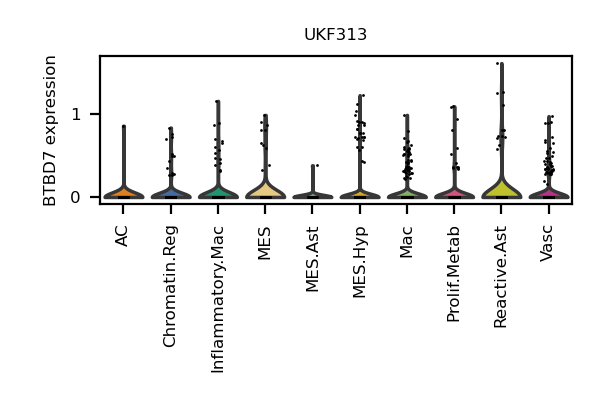 UKF313
BTBD7 expression
1
0
AC
Chromatin.Reg
Inflammatory.Mac
MES
MES.Ast
MES.Hyp
Mac
Prolif.Metab
Reactive.Ast
Vasc